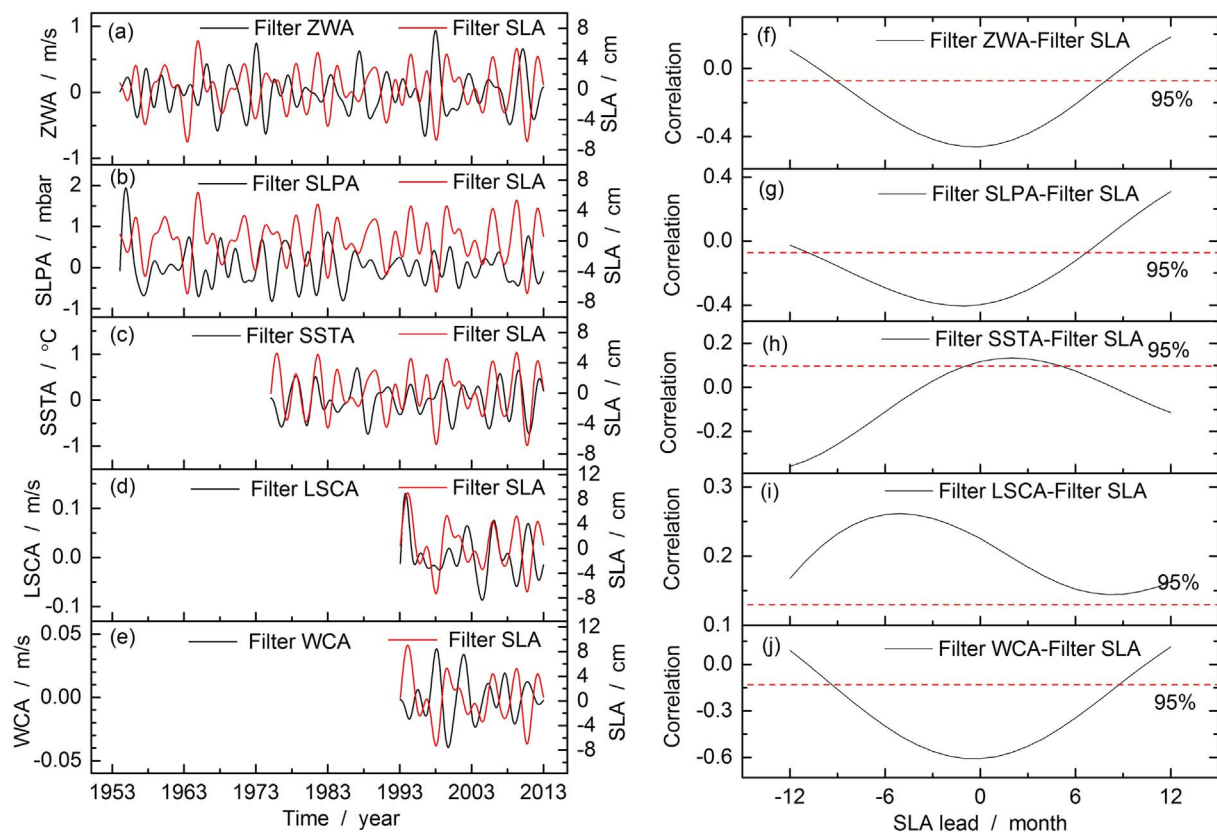 (a) Filter ZWA Filter SLA
1
0
-1
ZWA / m/s
8
4
0
-4
-8
SLA / cm
(b) Filter SLPA Filter SLA
2
1
0
-1
SLPA / mbar
8
4
0
-4
-8
SLA / cm
(c) Filter SSTA Filter SLA
1
0
-1
SSTA / °C
8
4
0
-4
-8
SLA / cm
(d) Filter LSCA Filter SLA
0.1
0.0
-0.1
LSCA / m/s
12
8
4
0
-4
-8
SLA / cm
(e) Filter WCA Filter SLA
0.05
0.00
-0.05
WCA / m/s
12
8
4
0
-4
-8
SLA / cm
1953 1963 1973 1983 1993 2003 2013
Time / year
(f) Filter ZWA-Filter SLA
0.0
-0.4
Correlation
95%
(g) Filter SLPA-Filter SLA
0.4
0.0
-0.4
Correlation
95%
(h) Filter SSTA-Filter SLA
0.2
0.0
-0.2
Correlation
95%
(i) Filter LSCA-Filter SLA
0.3
0.2
0.1
Correlation
95%
(j) Filter WCA-Filter SLA
0.0
-0.3
-0.6
Correlation
95%
-12 -6 0 6 12
SLA lead / month